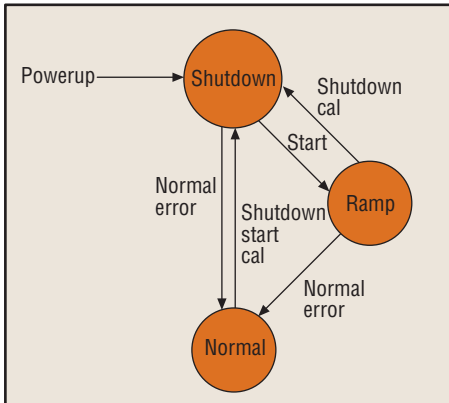 Powerup
Shutdown
Shutdown
cal
Start
Ramp
Normal
error
Shutdown
start
cal
Normal
error
Normal